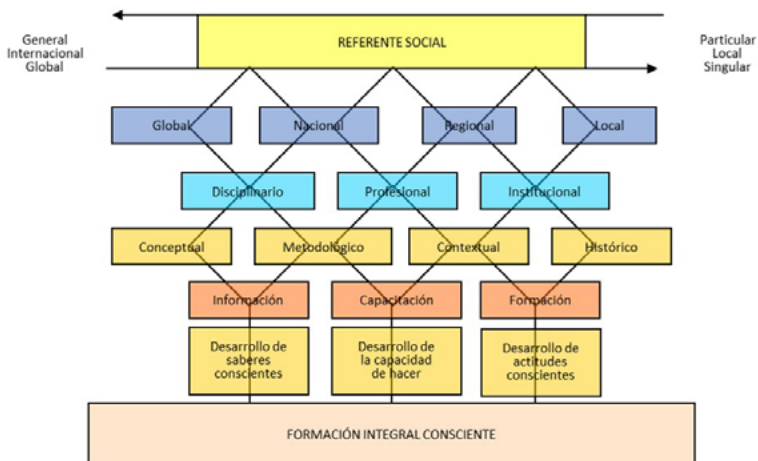 General
Internacional
Global
REFERENTE SOCIAL
Particular
Local
Singular
Global
Nacional
Regional
Local
Disciplinario
Profesional
Institucional
Conceptual
Metodológico
Contextual
Histórico
Información
Capacitación
Formación
Desarrollo de
saberes
conscientes
Desarrollo de
la capacidad
de hacer
Desarrollo de
actitudes
conscientes
FORMACIÓN INTEGRAL CONSCIENTE